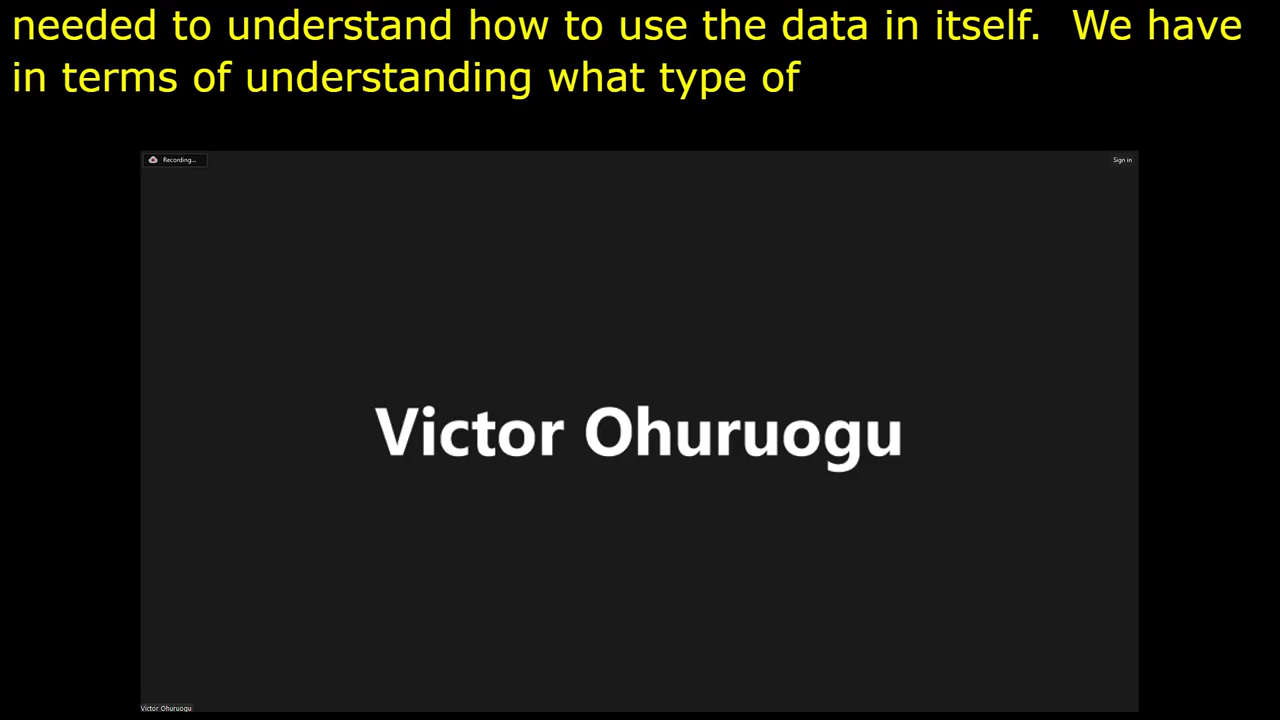 needed to understand how to use the data in itself.  We have
in terms of understanding what type of
Recording...
Sign in
Victor Ohuruogu
Victor Ohuruogu